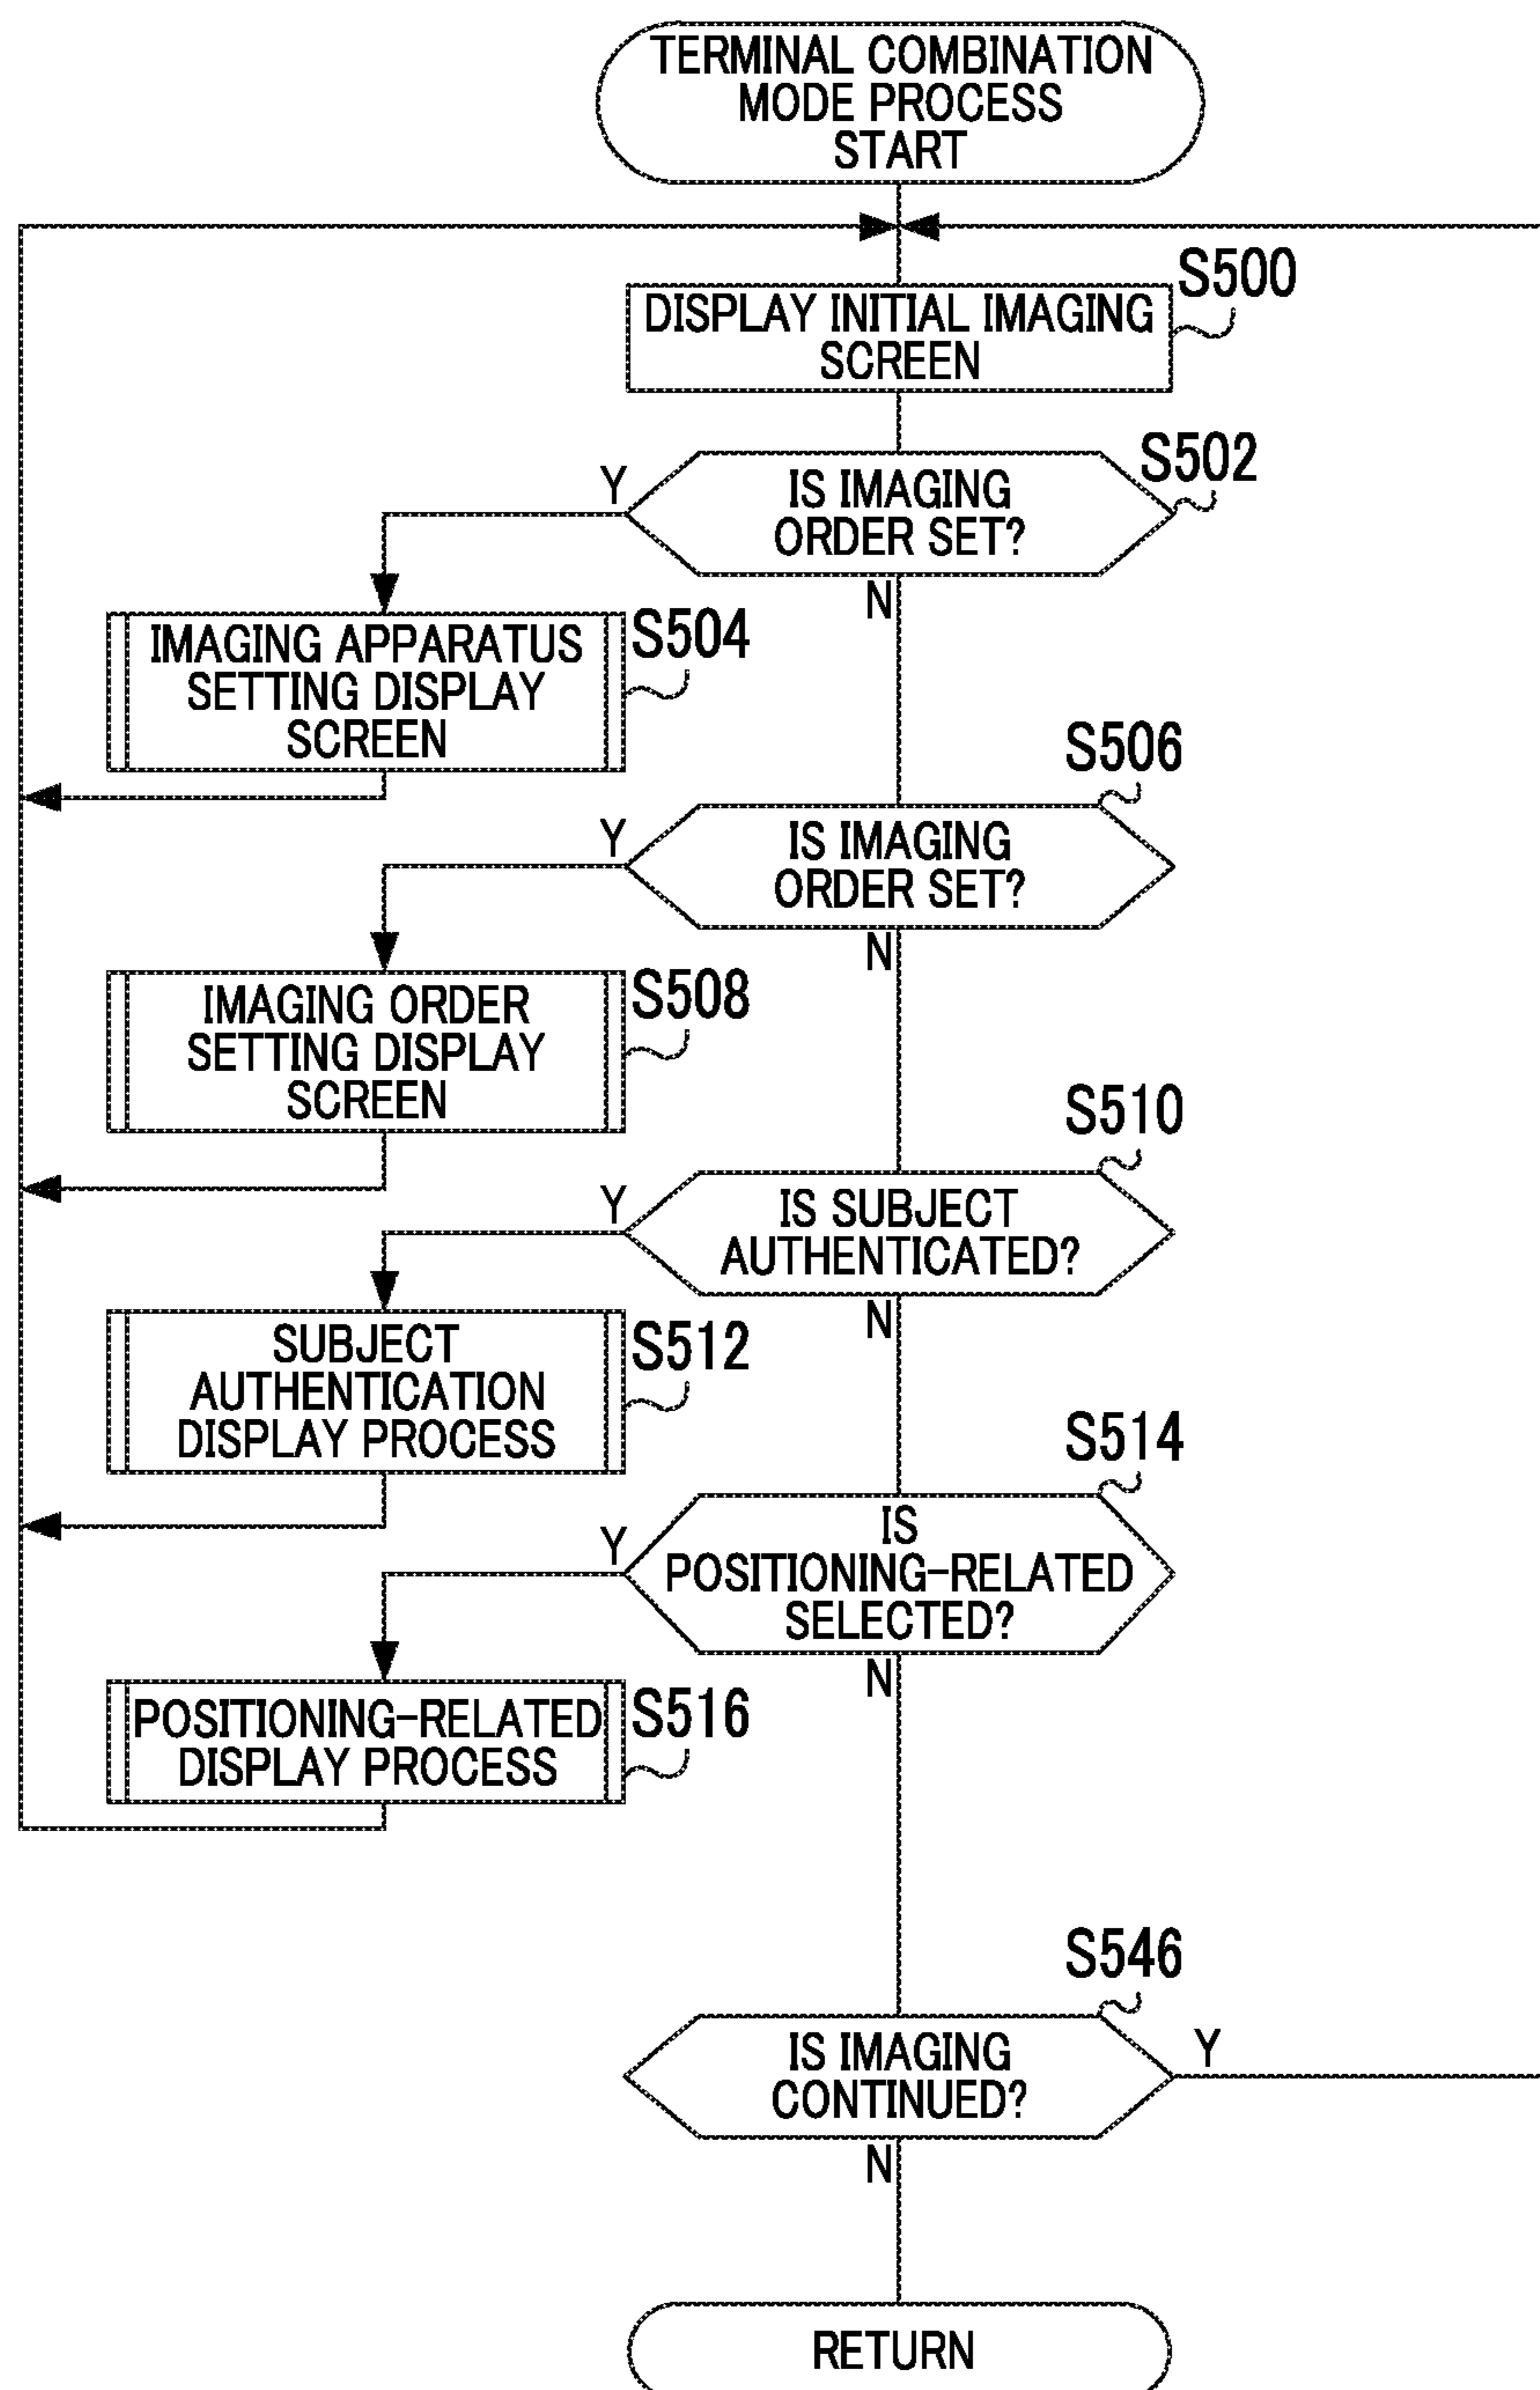 TERMINAL COMBINATION
MODE PROCESS
START
S500
DISPLAY INITIAL IMAGING
SCREEN
S502
Y
IS IMAGING
ORDER SET?
N
S504
IMAGING APPARATUS
SETTING DISPLAY
SCREEN
S506
Y
IS IMAGING
ORDER SET?
N
S508
IMAGING ORDER
SETTING DISPLAY
SCREEN
S510
Y
IS SUBJECT
AUTHENTICATED?
N
S512
SUBJECT
AUTHENTICATION
DISPLAY PROCESS
S514
Y
IS
POSITIONING-RELATED
SELECTED?
N
S516
POSITIONING-RELATED
DISPLAY PROCESS
S546
IS IMAGING
CONTINUED?
Y
N
RETURN